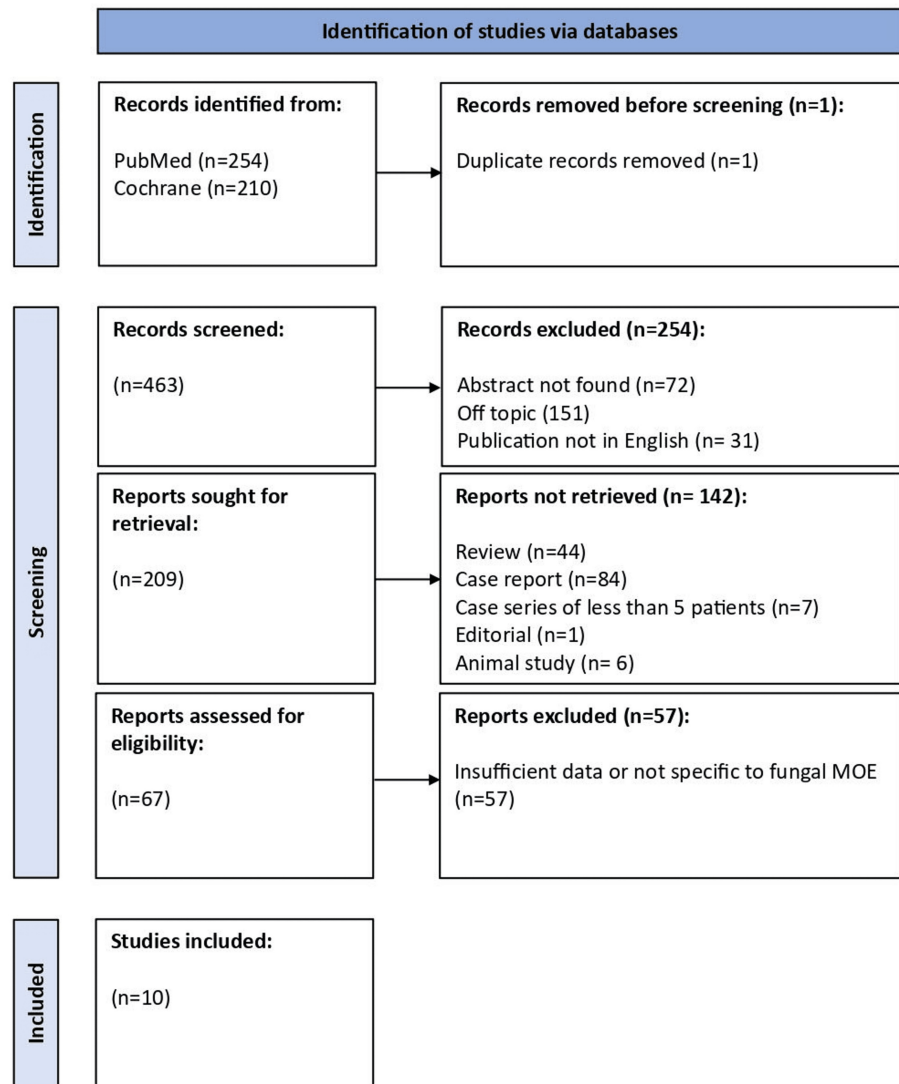 Identification of studies via databases
Identification
Records identified from:
PubMed (n=254)
Cochrane (n=210)
Records removed before screening (n=1):
Duplicate records removed (n=1)
Screening
Records screened:
(n=463)
Records excluded (n=254):
Abstract not found (n=72)
Off topic (151)
Publication not in English (n= 31)
Reports sought for
retrieval:
(n=209)
Reports not retrieved (n= 142):
Review (n=44)
Case report (n=84)
Case series of less than 5 patients (n=7)
Editorial (n=1)
Animal study (n= 6)
Reports assessed for
eligibility:
(n=67)
Reports excluded (n=57):
Insufficient data or not specific to fungal MOE
(n=57)
Included
Studies included:
(n=10)